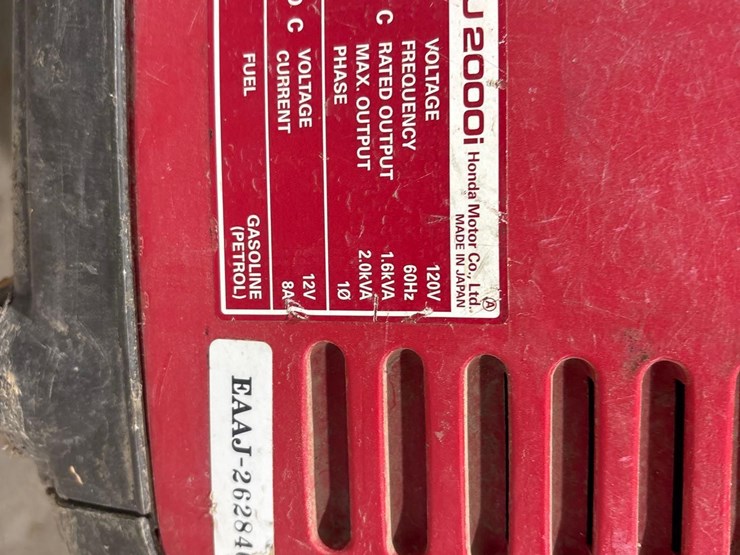 U 2000i Honda Motor Co., Ltd. Ⓐ
MADE IN JAPAN
VOLTAGE 120V
FREQUENCY 60Hz
C RATED OUTPUT 1.6kVA
MAX. OUTPUT 2.0kVA
PHASE 1Ø
D C VOLTAGE 12V
CURRENT 8A
FUEL GASOLINE
(PETROL)
EAAJ-26284